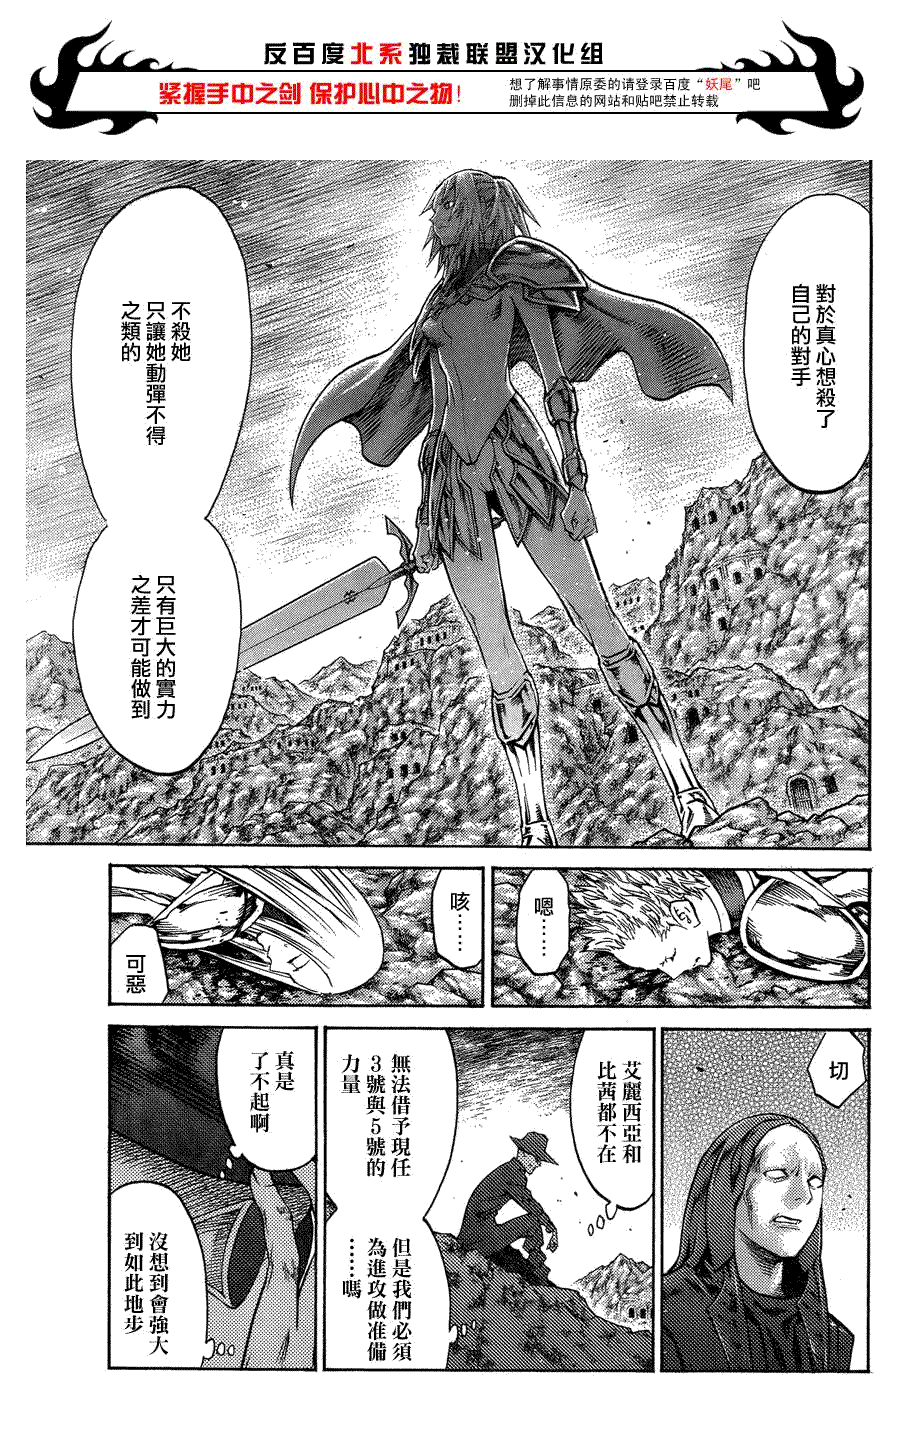 反百度北系独裁联盟汉化组
紧握手中之剑 保护心中之物!
想了解事情原委的请登录百度“妖尾”吧
删掉此信息的网站和贴吧禁止转载
對於真心想殺了
自己的對手
不殺她
只讓她動彈不得
之類的
只有巨大的實力
之差才可能做到
嗯……
咳……
可惡
切
艾麗西亞和
比茜都不在
無法借予現任
3號與5號的
力量
但是我們必須
為進攻做准備
……嗎
真是
了不起啊
沒想到會強大
到如此地步